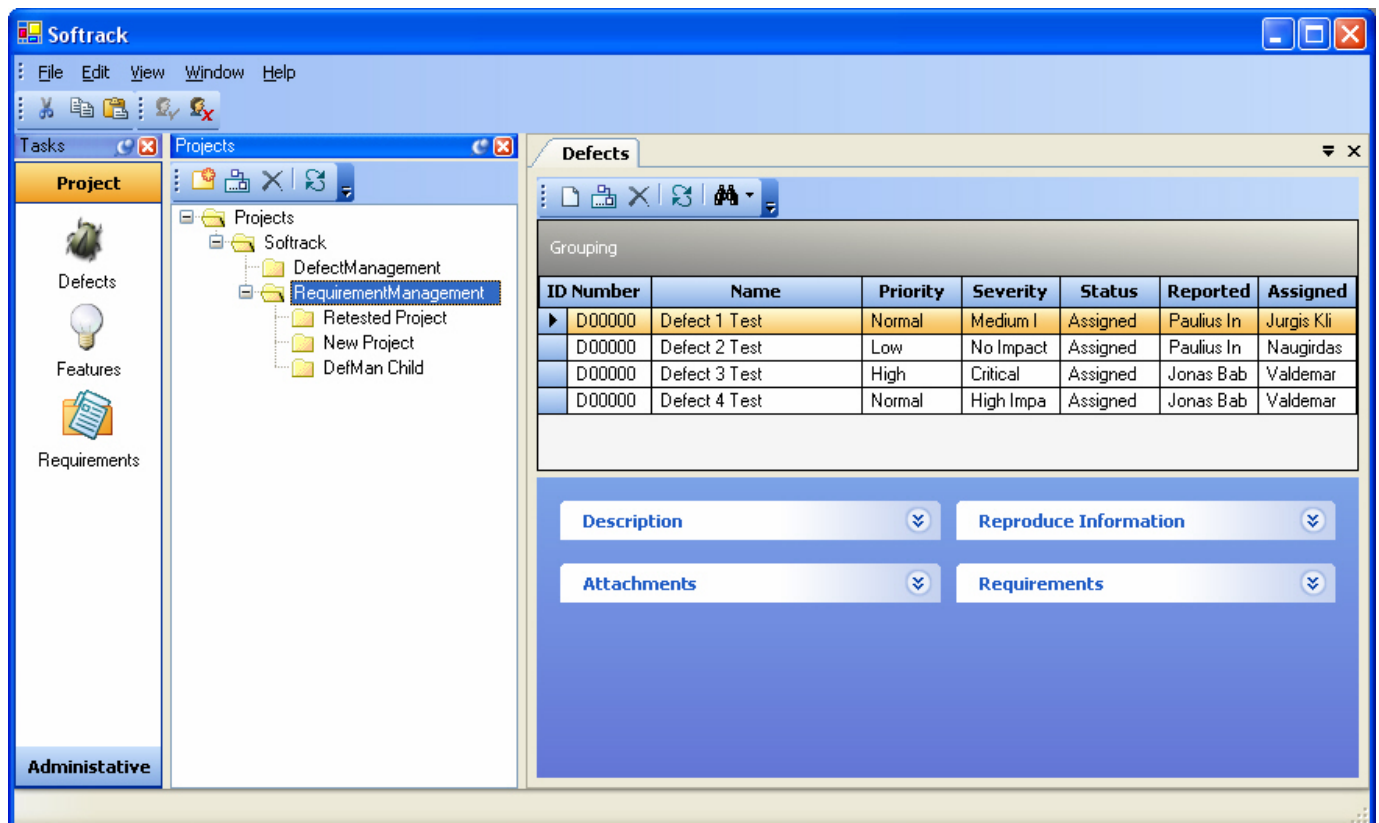 Softrack
File Edit View Window Help
Tasks
Project
Defects
Features
Requirements
Administative
Projects
Projects
Softrack
DefectManagement
RequirementManagement
Retested Project
New Project
DefMan Child
Defects
Grouping
ID Number Name Priority Severity Status Reported Assigned
D00000 Defect 1 Test Normal Medium I Assigned Paulius In Jurgis Kli
D00000 Defect 2 Test Low No Impact Assigned Paulius In Naugirdas
D00000 Defect 3 Test High Critical Assigned Jonas Bab Valdemar
D00000 Defect 4 Test Normal High Impa Assigned Jonas Bab Valdemar
Description Reproduce Information
Attachments Requirements